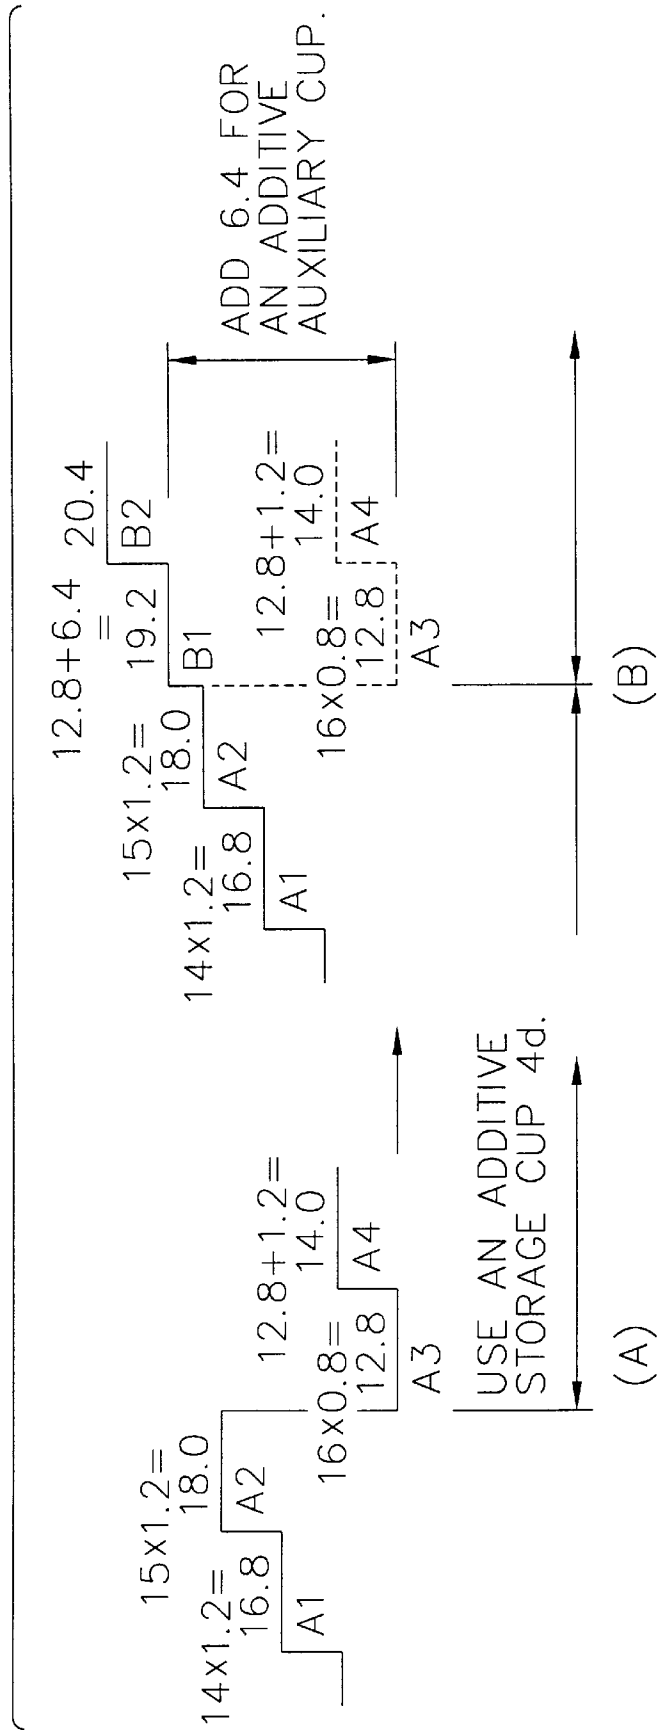 14x1.2=
16.8
A1
15x1.2=
18.0
A2
16x0.8=
12.8
A3
12.8+1.2=
14.0
A4
USE AN ADDITIVE
STORAGE CUP 4d.
(A)
14x1.2=
16.8
A1
15x1.2=
18.0
A2
12.8+6.4
=
19.2
B1
20.4
B2
16x0.8=
12.8
A3
12.8+1.2=
14.0
A4
ADD 6.4 FOR
AN ADDITIVE
AUXILIARY CUP.
(B)